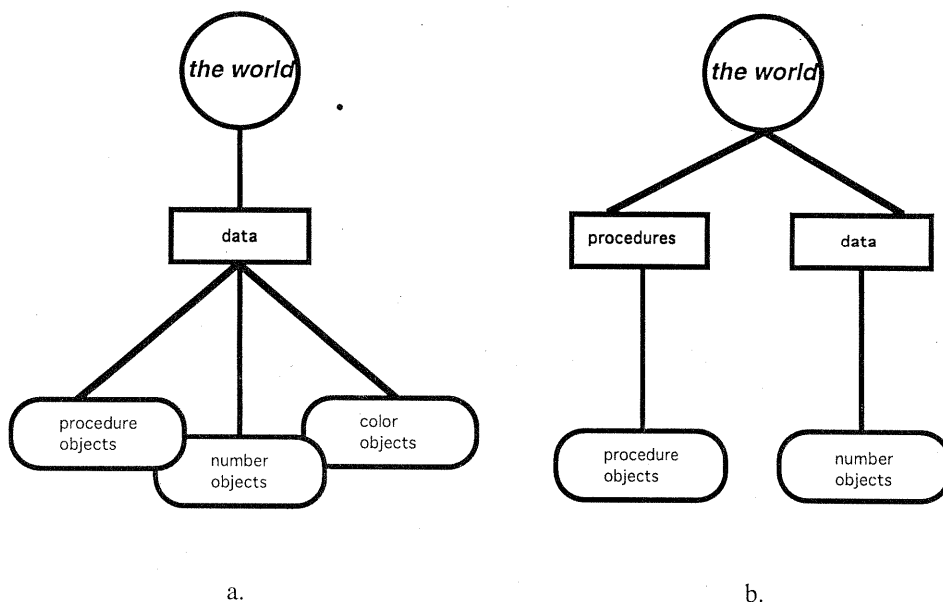 the world
data
procedure
objects
number
objects
color
objects
a.
the world
procedures
data
procedure
objects
number
objects
b.